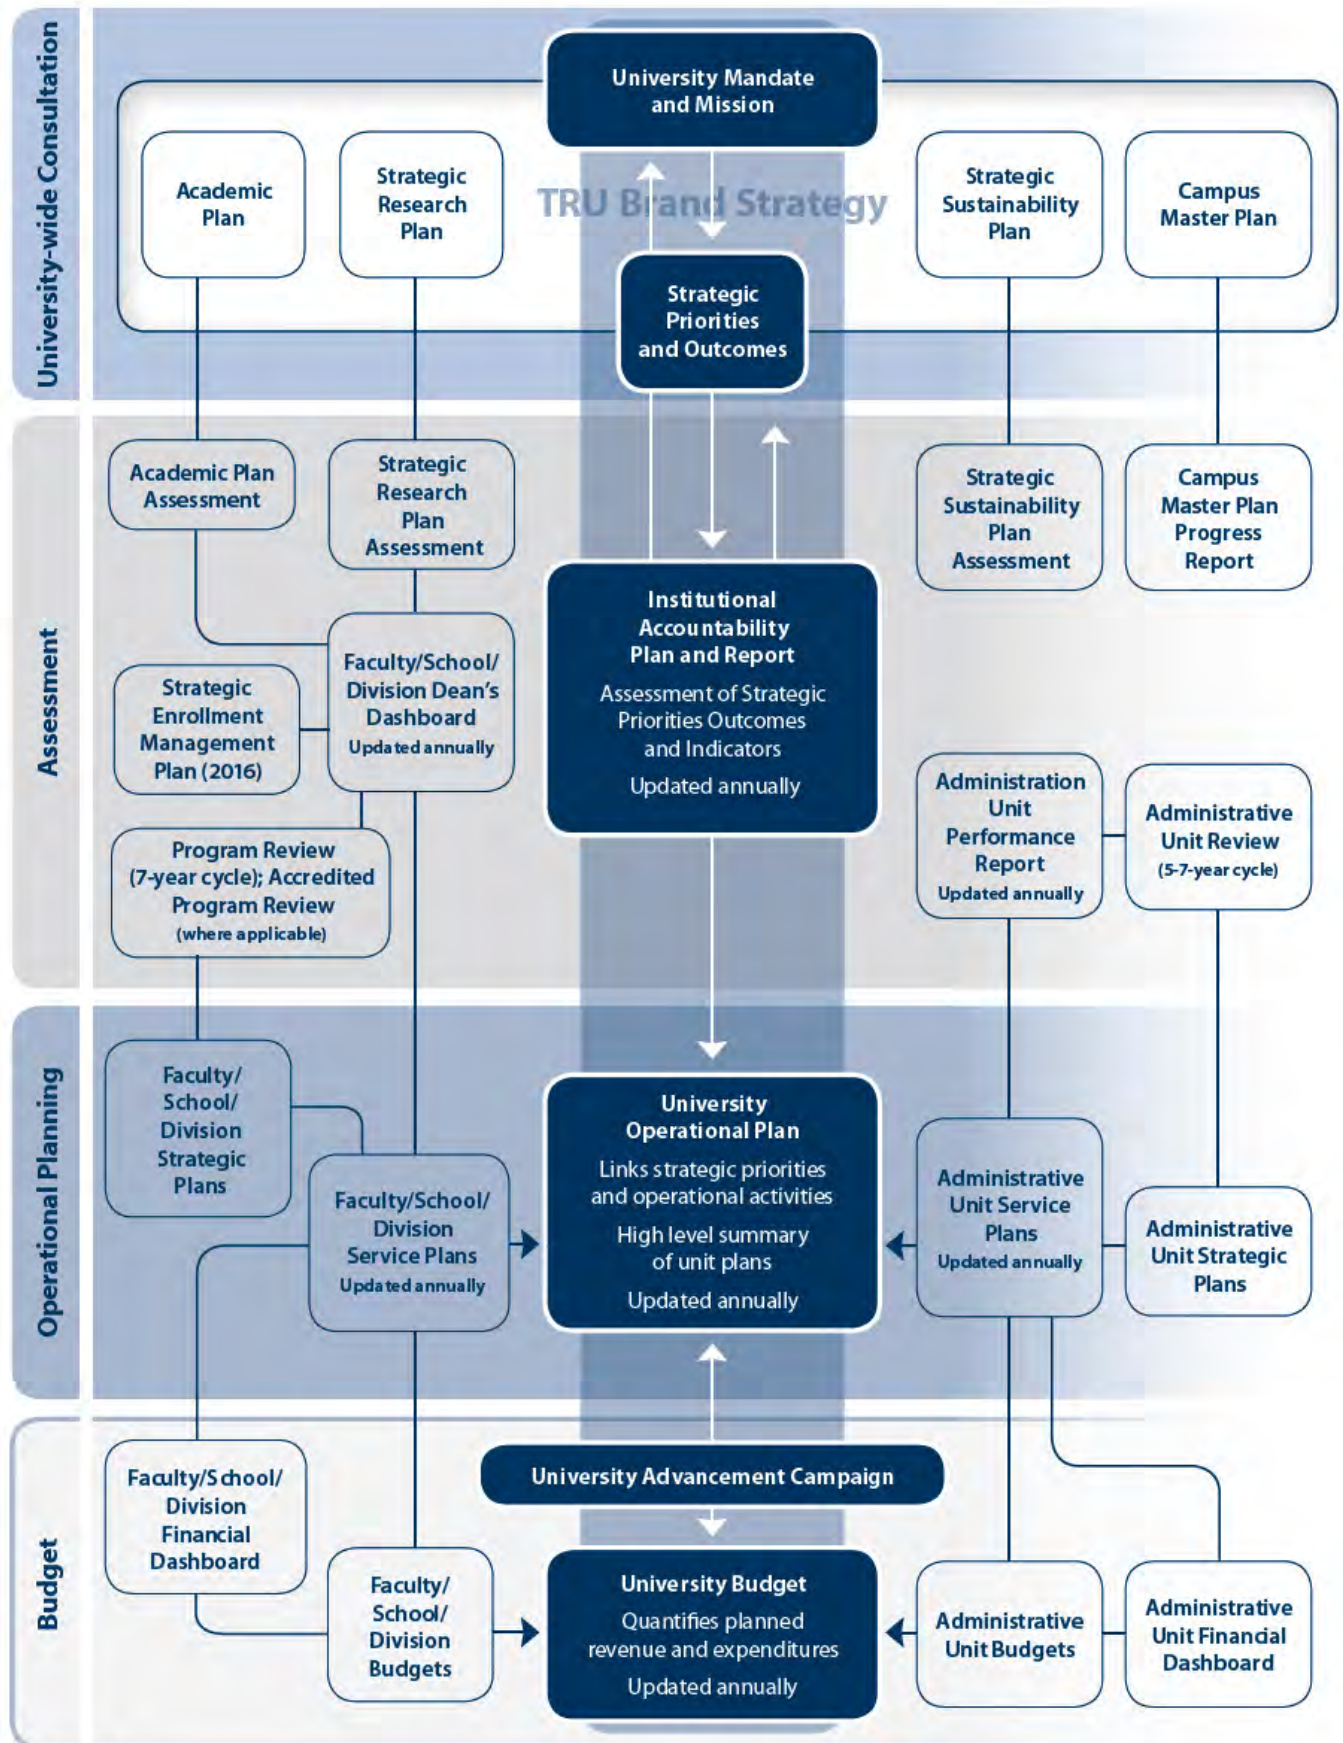 University-wide Consultation
University Mandate
and Mission
Academic
Plan
Strategic
Research
Plan
TRU Brand Strategy
Strategic
Priorities
and Outcomes
Strategic
Sustainability
Plan
Campus
Master Plan
Assessment
Academic Plan
Assessment
Strategic
Research
Plan
Assessment
Faculty/School/
Division Dean's
Dashboard
Updated annually
Strategic
Enrollment
Management
Plan (2016)
Program Review
(7-year cycle); Accredited
Program Review
(where applicable)
Institutional
Accountability
Plan and Report
Assessment of Strategic
Priorities Outcomes
and Indicators
Updated annually
Strategic
Sustainability
Plan
Assessment
Campus
Master Plan
Progress
Report
Administration
Unit
Performance
Report
Updated annually
Administrative
Unit Review
(5-7-year cycle)
Operational Planning
Faculty/
School/
Division
Strategic
Plans
Faculty/School/
Division
Service Plans
Updated annually
University
Operational Plan
Links strategic priorities
and operational activities
High level summary
of unit plans
Updated annually
Administrative
Unit Service
Plans
Updated annually
Administrative
Unit Strategic
Plans
Budget
Faculty/School/
Division
Financial
Dashboard
Faculty/
School/
Division
Budgets
University Advancement Campaign
University Budget
Quantifies planned
revenue and expenditures
Updated annually
Administrative
Unit Budgets
Administrative
Unit Financial
Dashboard